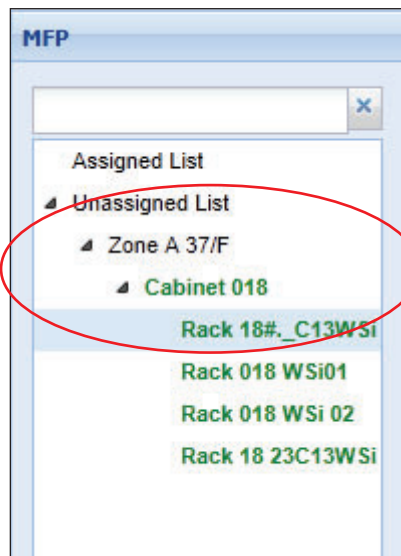 MFP
Assigned List
Unassigned List
Zone A 37/F
Cabinet 018
Rack 18#._C13WSi
Rack 018 WSi01
Rack 018 WSi 02
Rack 18 23C13WSi